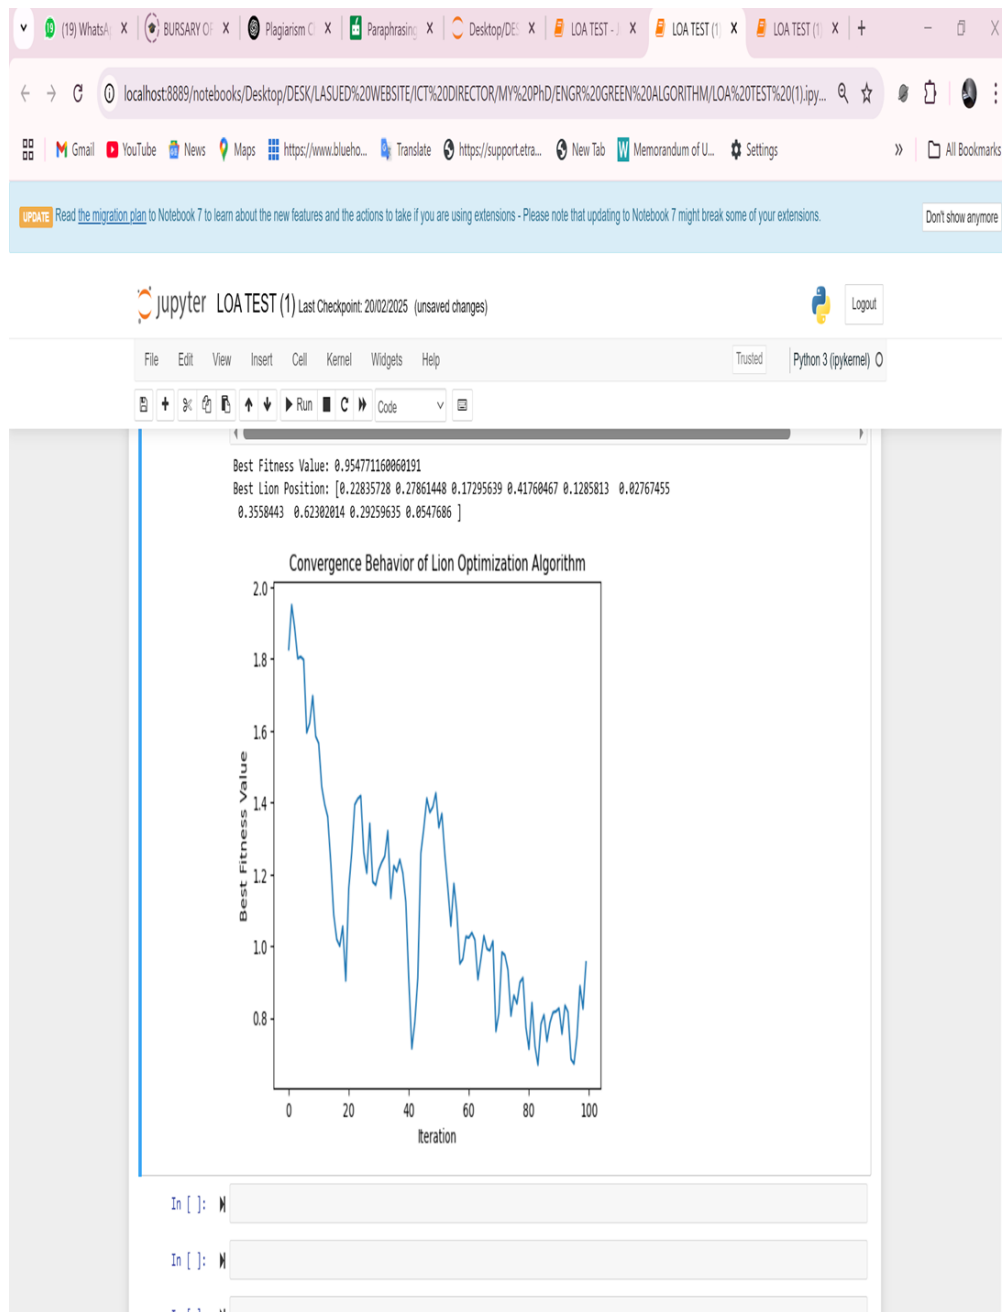 (19) WhatsA
BURSARY OF
Plagiarism C
Paraphrasing
Desktop/DES
LOA TEST - J
LOA TEST (1)
LOA TEST (1)
localhost:8889/notebooks/Desktop/DESK/LASUED%20WEBSITE/ICT%20DIRECTOR/MY%20PhD/ENGR%20GREEN%20ALGORITHM/LOA%20TEST%20(1).ipy...
Gmail YouTube News Maps https://www.blueho... Translate https://support.etra... New Tab Memorandum of U... Settings » All Bookmarks
UPDATE Read the migration plan to Notebook 7 to learn about the new features and the actions to take if you are using extensions - Please note that updating to Notebook 7 might break some of your extensions. Don't show anymore
jupyter LOA TEST (1) Last Checkpoint: 20/02/2025 (unsaved changes) Logout
File Edit View Insert Cell Kernel Widgets Help Trusted Python 3 (ipykernel)
Run Code
Best Fitness Value: 0.954771160060191
Best Lion Position: [0.22835728 0.27861448 0.17295639 0.41760467 0.1285813 0.02767455
0.3558443 0.62302014 0.29259635 0.0547686 ]
Convergence Behavior of Lion Optimization Algorithm
2.0
1.8
1.6
1.4
1.2
1.0
0.8
Best Fitness Value
0 20 40 60 80 100
Iteration
In [ ]:
In [ ]: